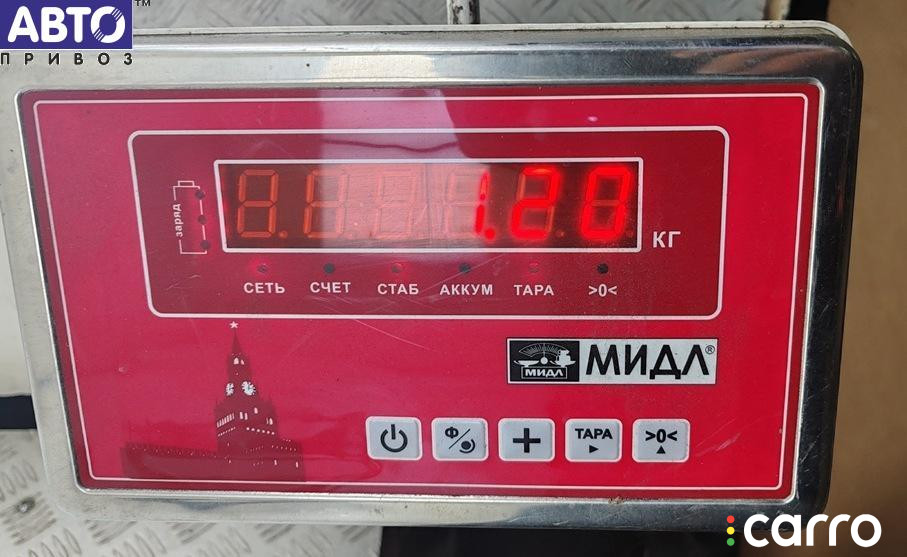 АВТО
ПРИВОЗ
заряд
1.20
КГ
СЕТЬ СЧЕТ СТАБ АККУМ ТАРА >0<
МИДЛ МИДЛ®
Ф ТАРА >0<
carro